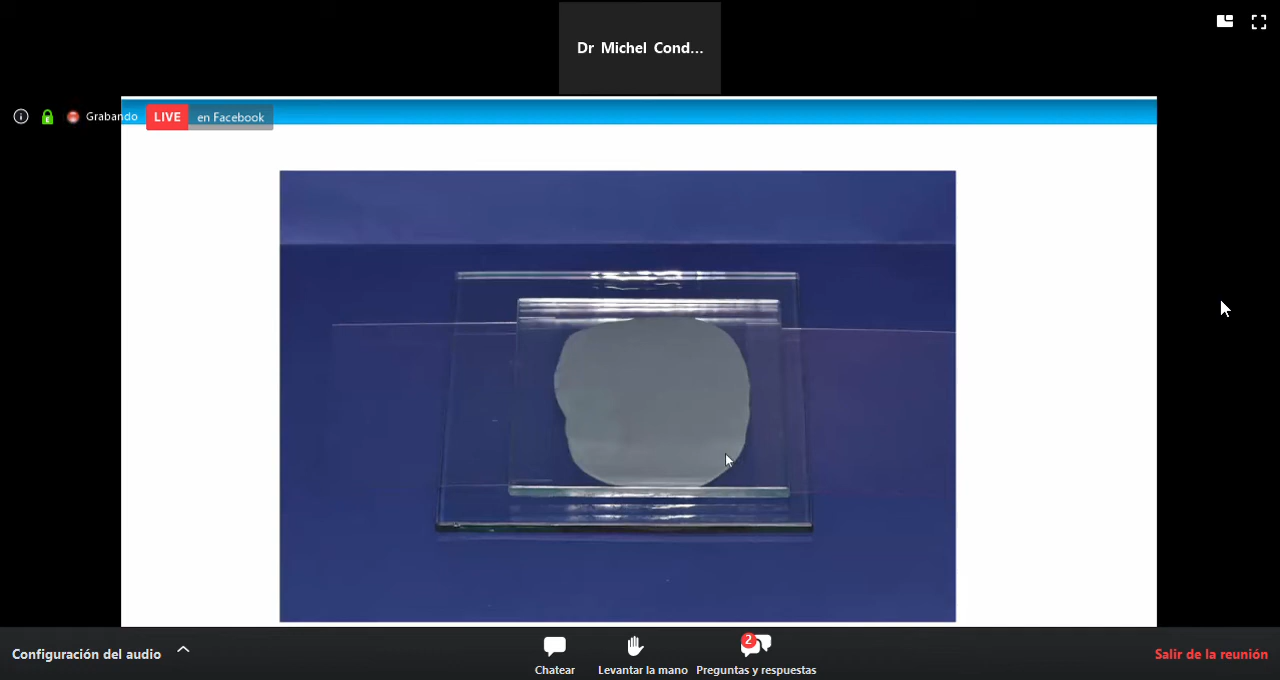 Dr Michel Cond...
Grabando
LIVE
en Facebook
Configuración del audio
Chatear
Levantar la mano
2
Preguntas y respuestas
Salir de la reunión